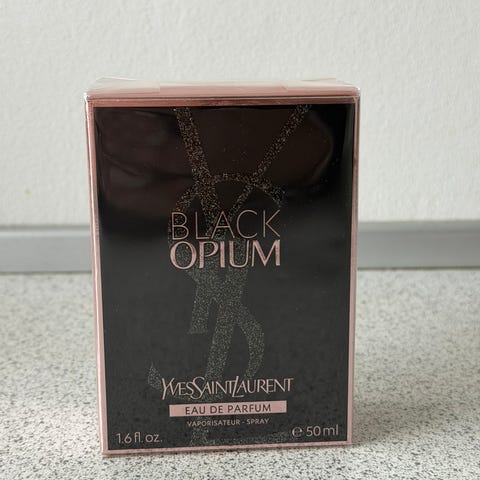 BLACK
OPIUM
YVESSAINTLAURENT
EAU DE PARFUM
VAPORISATEUR - SPRAY
1.6 fl. oz. ℮ 50 ml